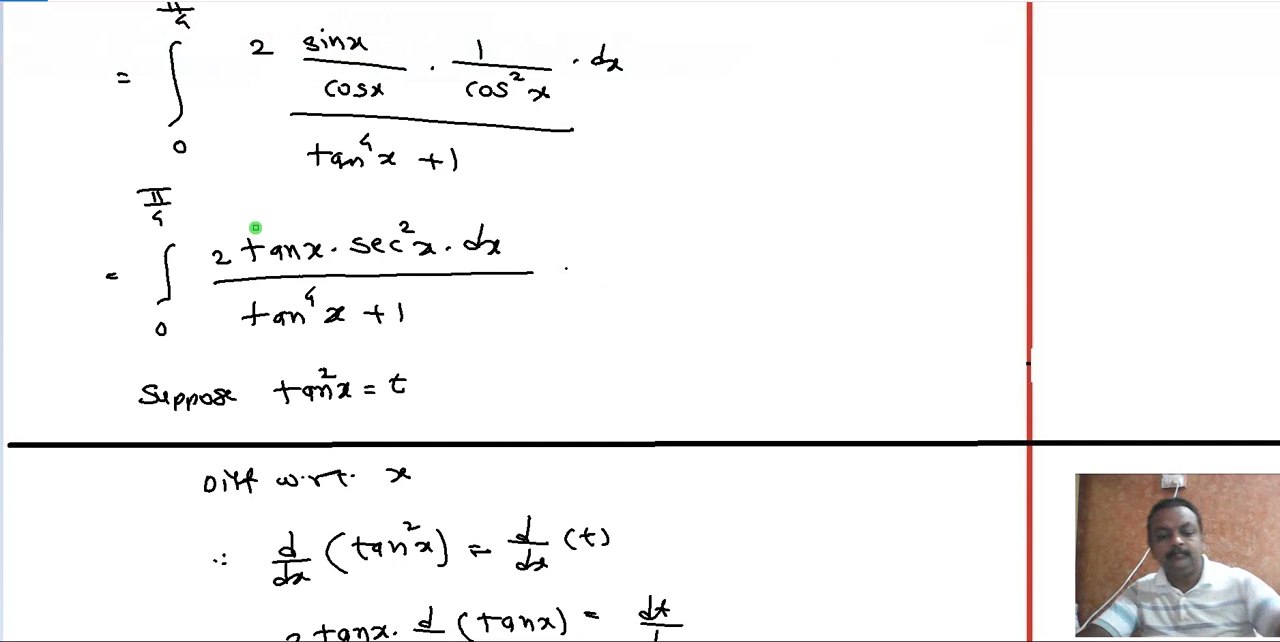 = ∫₀^(π/4) (2 sinx/cosx · 1/cos²x · dx) / (tan⁴x + 1)
= ∫₀^(π/4) (2 tanx · sec²x · dx) / (tan⁴x + 1)
Suppose tan²x = t
Diff w.r.t. x
∴ d/dx (tan²x) = d/dx (t)
2 tanx · d/ (tanx) = dt/